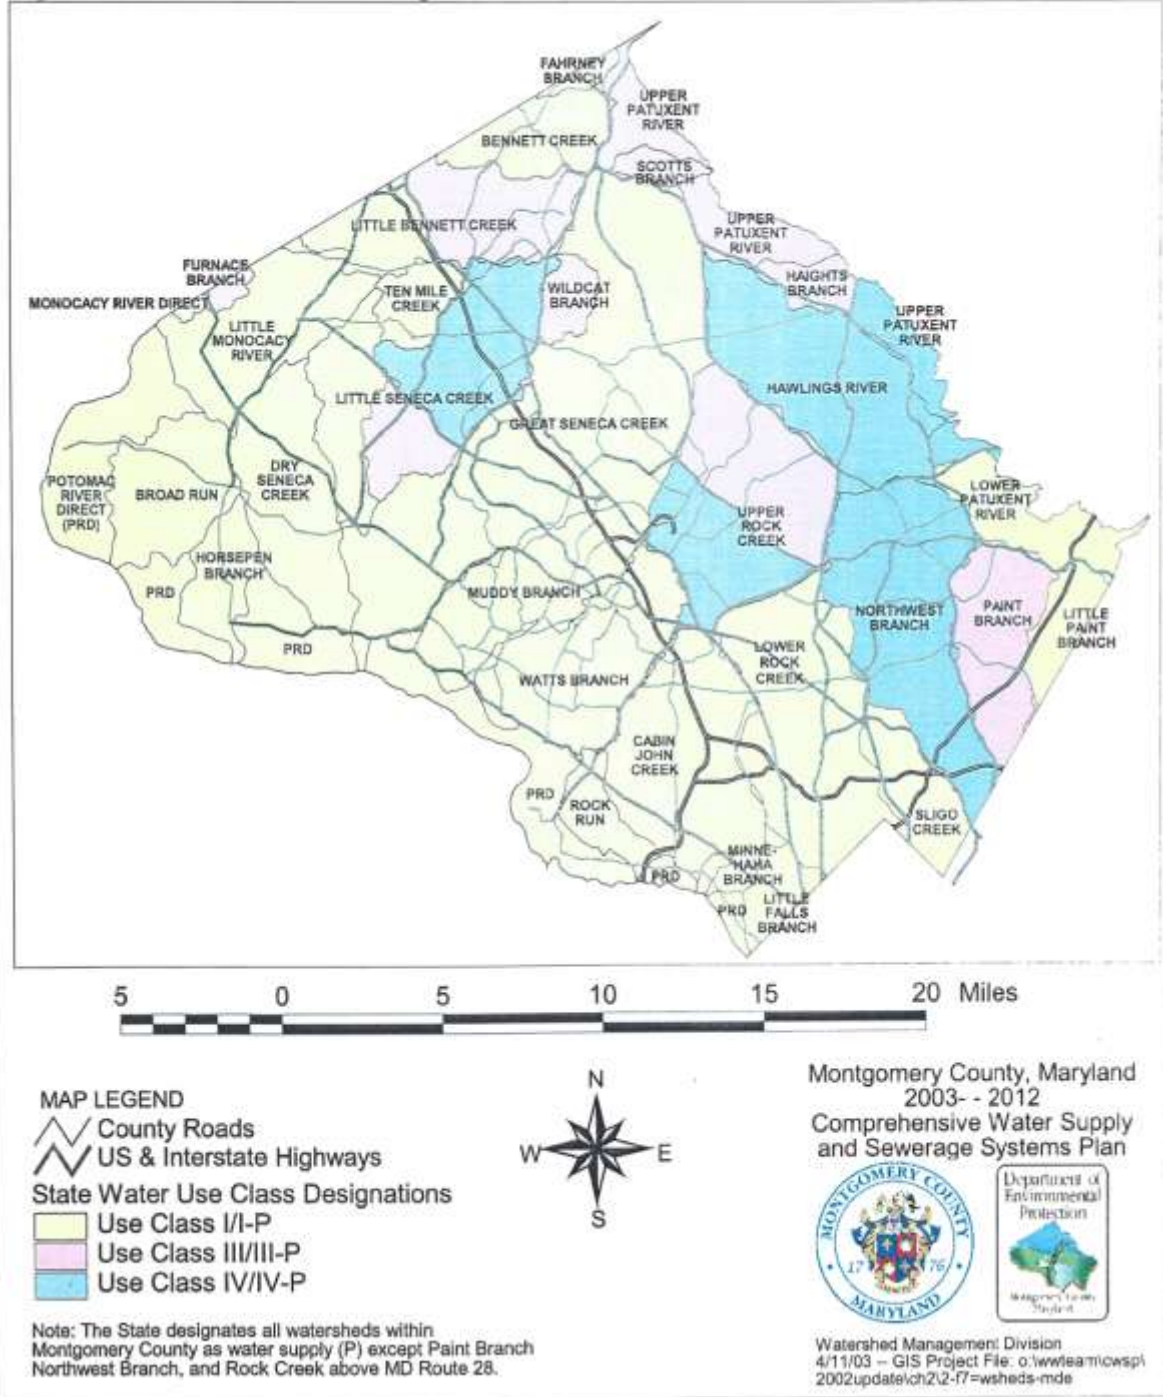 FAHRNEY
BRANCH
UPPER
PATUXENT
RIVER
BENNETT CREEK
SCOTTS
BRANCH
UPPER
PATUXENT
RIVER
LITTLE BENNETT CREEK
FURNACE
BRANCH
HAIGHTS
BRANCH
TEN MILE
CREEK
WILDCAT
BRANCH
MONOCACY RIVER DIRECT
UPPER
PATUXENT
RIVER
LITTLE
MONOCACY
RIVER
HAWLINGS RIVER
LITTLE SENECA CREEK
GREAT SENECA CREEK
POTOMAC
RIVER
DIRECT
(PRD)
BROAD RUN
DRY
SENECA
CREEK
LOWER
PATUXENT
RIVER
UPPER
ROCK
CREEK
HORSEPEN
BRANCH
PRD
MUDDY BRANCH
NORTHWEST
BRANCH
PAINT
BRANCH
LITTLE
PAINT
BRANCH
PRD
LOWER
ROCK
CREEK
WATTS BRANCH
CABIN
JOHN
CREEK
PRD
ROCK
RUN
SLIGO
CREEK
MINNE-
HAHA
BRANCH
PRD
PRD
LITTLE
FALLS
BRANCH
5 0 5 10 15 20 Miles
MAP LEGEND
County Roads
US & Interstate Highways
State Water Use Class Designations
Use Class I/I-P
Use Class III/III-P
Use Class IV/IV-P
Note: The State designates all watersheds within
Montgomery County as water supply (P) except Paint Branch
Northwest Branch, and Rock Creek above MD Route 28.
N
W E
S
Montgomery County, Maryland
2003- - 2012
Comprehensive Water Supply
and Sewerage Systems Plan
MONTGOMERY COUNTY
17 76
MARYLAND
Department of
Environmental
Protection
Watershed Management Division
4/11/03 -- GIS Project File: o:\wwteam\cwsp\
2002update\ch2\2-f7=wsheds-mde